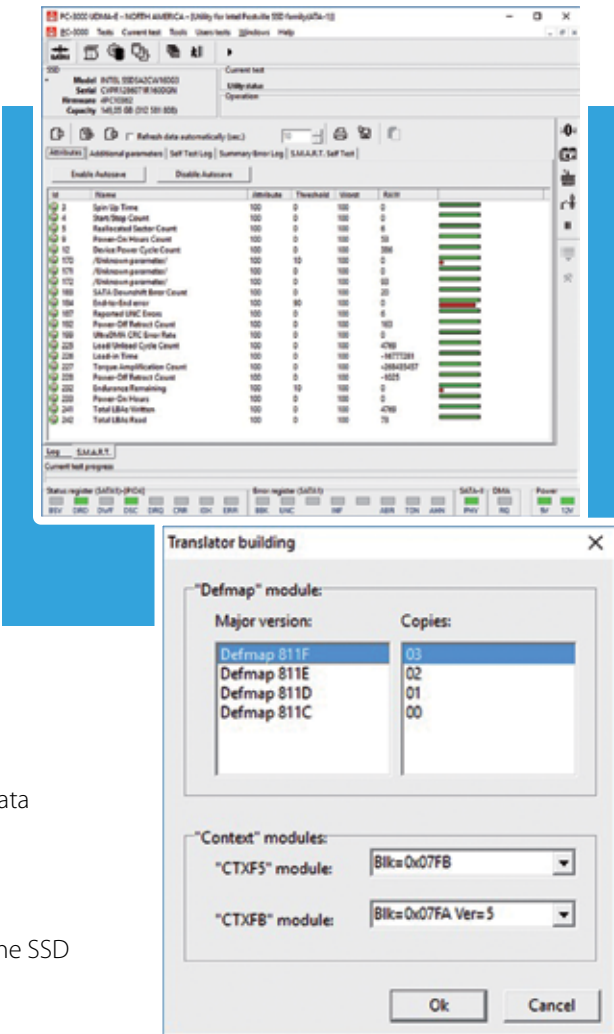 PC-3000 UDMA-E - NORTH AMERICA - [Utility for Intel Postville SSD family(ATA-1)]
PC-3000 Tests Current test Tools Users tests Windows Help
SSD
Model INTEL
Serial
Firmware 4PC10362
Capacity 149,05 GB (312 581 808)
Current test
Utility status
Operation
Refresh data automatically (sec.)
Attributes Additional parameters Self Test Log Summary Error Log S.M.A.R.T. Self Test
Enable Autosave Disable Autosave
Id Name Attribute Threshold Worst RAW
3 Spin Up Time 100 0 100 0
4 Start/Stop Count 100 0 100 0
5 Reallocated Sector Count 100 0 100 6
9 Power-On Hours Count 100 0 100 53
12 Device Power Cycle Count 100 0 100 386
170 /Unknown parameter/ 100 10 100 0
171 /Unknown parameter/ 100 0 100 0
172 /Unknown parameter/ 100 0 100
183 SATA Downshift Error Count 100 0 100 20
184 End-to-End error 100 90 100 0
187 Reported UNC Errors 100 0 100 6
192 Power-Off Retract Count 100 0 100 163
199 UltraDMA CRC Error Rate 100 0 100 0
225 Load/Unload Cycle Count 100 0 100 4769
226 Load-in Time 100 0 100
227 Torque Amplification Count 100 0 100
228 Power-Off Retract Count 100 0 100
232 Endurance Remaining 100 10 100 0
233 Power-On Hours 100 0 100 0
241 Total LBAs Written 100 0 100 4769
242 Total LBAs Read 100 0 100 78
Log S.M.A.R.T.
Current test progress
Status register (SATA1)-[PIO4] Error register (SATA1) SATA-II DMA Power
BSY DRD DWF DSC DRQ CRR IDX ERR BBK UNC INF ABR TON AMN PHY RQ 5V 12V
Translator building
"Defmap" module:
Major version: Copies:
Defmap 811F 03
Defmap 811E 02
Defmap 811D 01
Defmap 811C 00
ata
"Context" modules:
"CTXF5" module: Blk=0x07FB
"CTXFB" module: Blk=0x07FA Ver=5
ne SSD
Ok Cancel